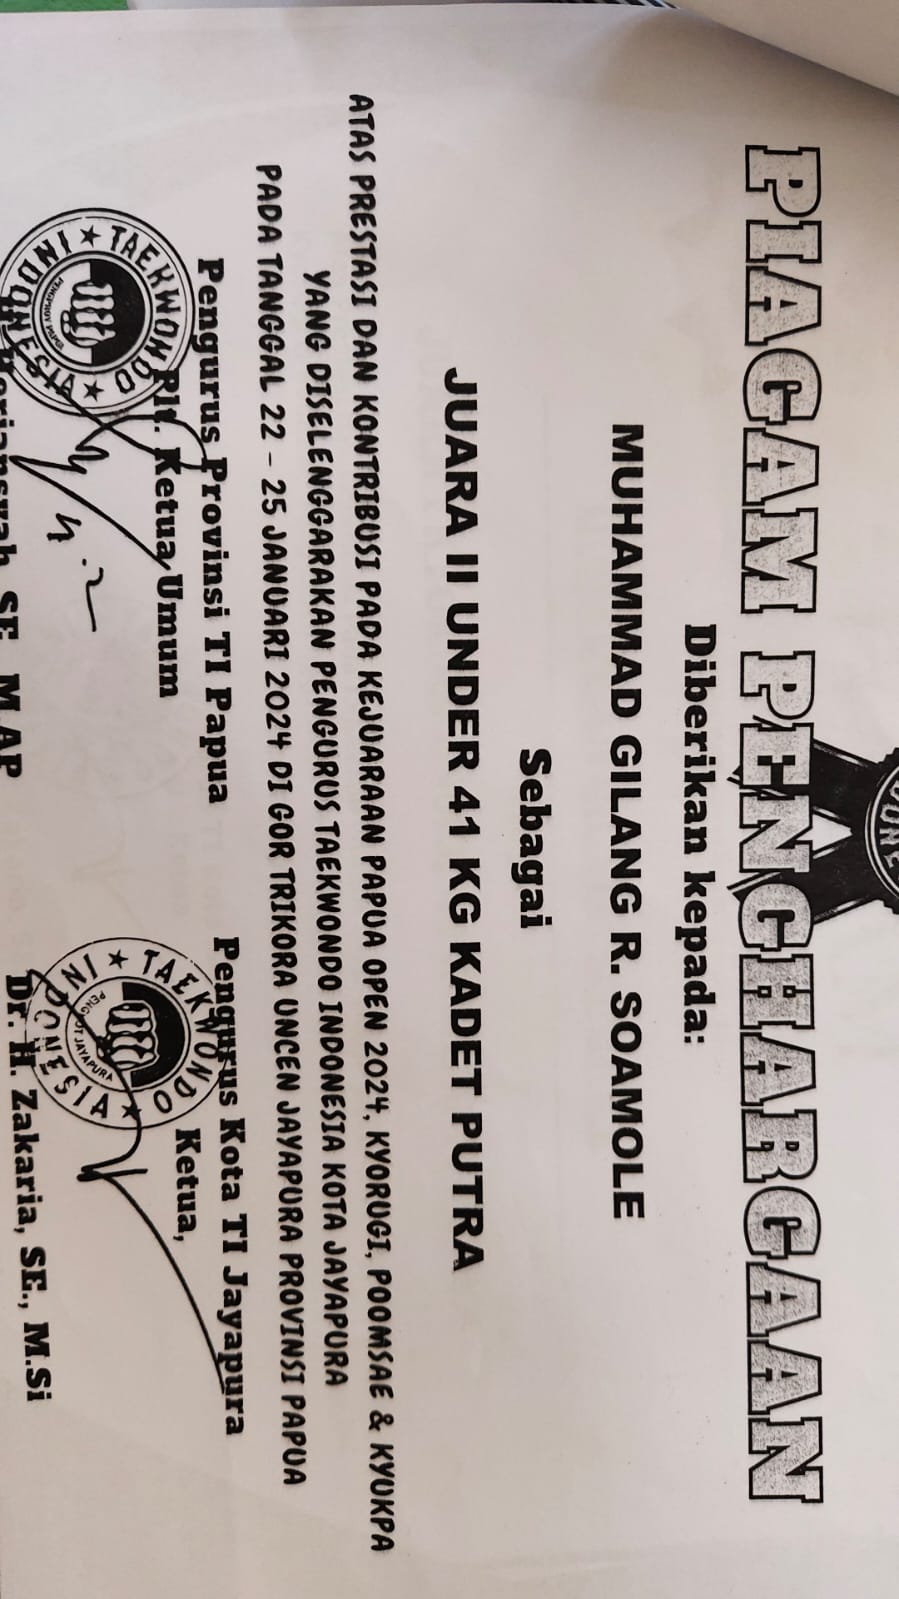 PIAGAM PENGHARGAAN
Diberikan kepada:
MUHAMMAD GILANG R. SOAMOLE
Sebagai
JUARA II UNDER 41 KG KADET PUTRA
ATAS PRESTASI DAN KONTRIBUSI PADA KEJUARAAN PAPUA OPEN 2024, KYORUGI, POOMSAE & KYUKPA
YANG DISELENGGARAKAN PENGURUS TAEKWONDO INDONESIA KOTA JAYAPURA
PADA TANGGAL 22 - 25 JANUARI 2024 DI GOR TRIKORA UNCEN JAYAPURA PROVINSI PAPUA
Pengurus Provinsi TI Papua
Plt. Ketua Umum
TAEKWONDO INDONESIA
PENGPROV PAPUA
H. Heriansyah, SE., M.AP
Pengurus Kota TI Jayapura
Ketua,
TAEKWONDO INDONESIA
JAYAPURA
Dr. H. Zakaria, SE., M.Si